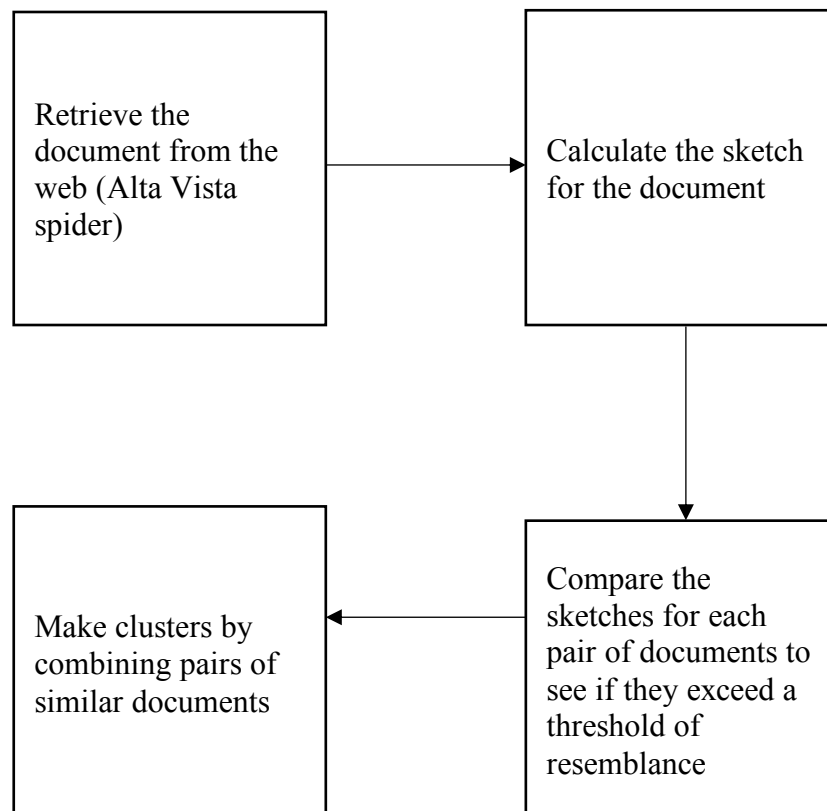 Retrieve the
document from the
web (Alta Vista
spider)
Calculate the sketch
for the document
Compare the
sketches for each
pair of documents to
see if they exceed a
threshold of
resemblance
Make clusters by
combining pairs of
similar documents